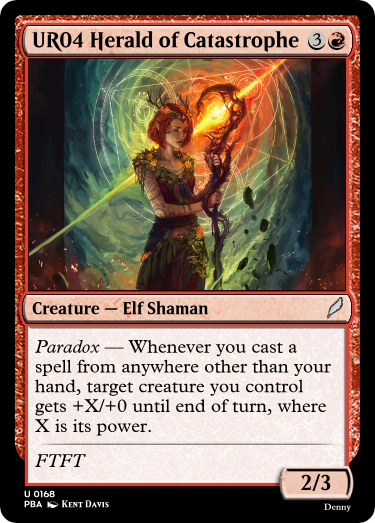 UR04 Herald of Catastrophe 3
Creature — Elf Shaman
Paradox — Whenever you cast a
spell from anywhere other than your
hand, target creature you control
gets +X/+0 until end of turn, where
X is its power.
FTFT
2/3
U 0168
PBA Kent Davis
Denny